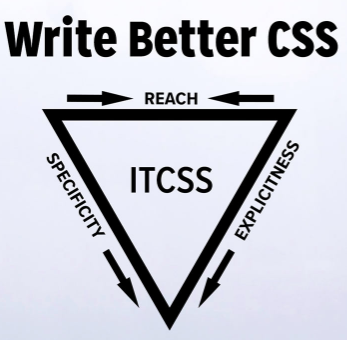 Write Better CSS
REACH
ITCSS
SPECIFICITY
EXPLICITNESS